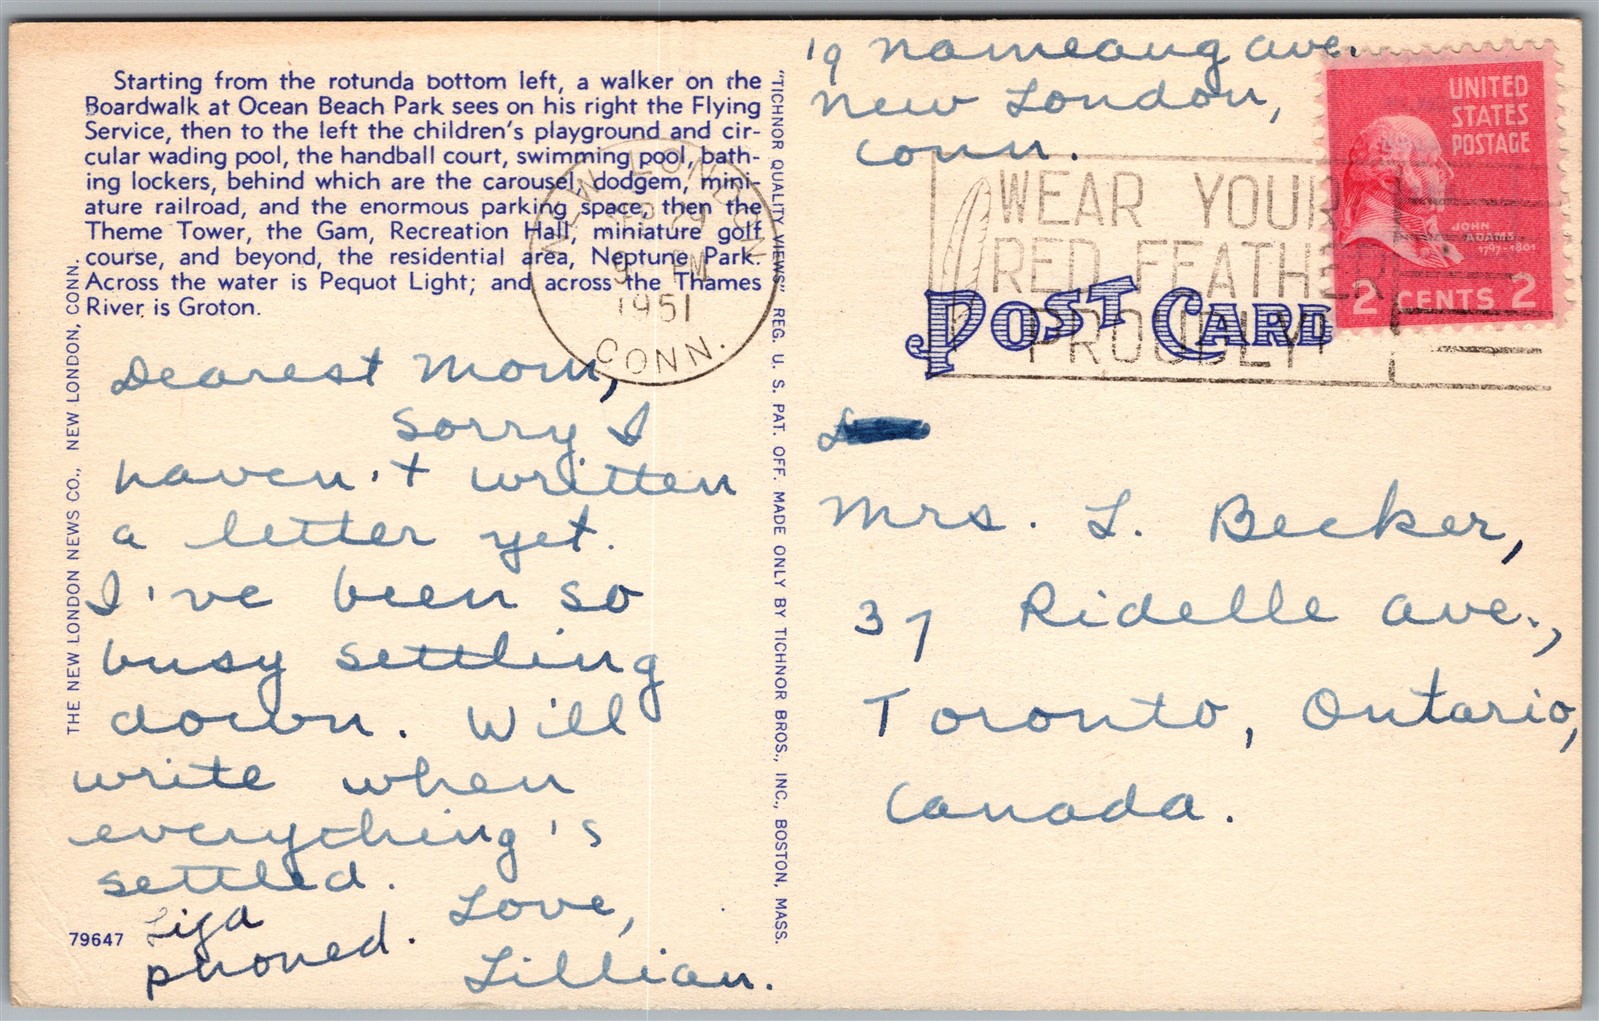 Starting from the rotunda bottom left, a walker on the
Boardwalk at Ocean Beach Park sees on his right the Flying
Service, then to the left the children's playground and cir-
cular wading pool, the handball court, swimming pool, bath-
ing lockers, behind which are the carousel, dodgem, mini-
ature railroad, and the enormous parking space, then the
Theme Tower, the Gam, Recreation Hall, miniature golf
course, and beyond, the residential area, Neptune Park.
Across the water is Pequot Light; and across the Thames
River is Groton.
THE NEW LONDON NEWS CO., NEW LONDON, CONN.
Dearest Mom,
Sorry I
haven't written
a letter yet.
I've been so
busy settling
down. Will
write when
everything's
settled.
Love,
Lillian.
Liza
phoned.
79647
"TICHNOR QUALITY VIEWS" REG. U. S. PAT. OFF. MADE ONLY BY TICHNOR BROS., INC., BOSTON, MASS.
NEW LONDON
29
PM
1951
CONN.
19 Nameaug Ave.
New London,
Conn.
WEAR YOUR
RED FEATHER
PROUDLY!
UNITED
STATES
POSTAGE
JOHN
ADAMS
1797-1801
2 CENTS 2
POST CARD
Mrs. L. Becker,
37 Ridelle Ave.,
Toronto, Ontario,
Canada.